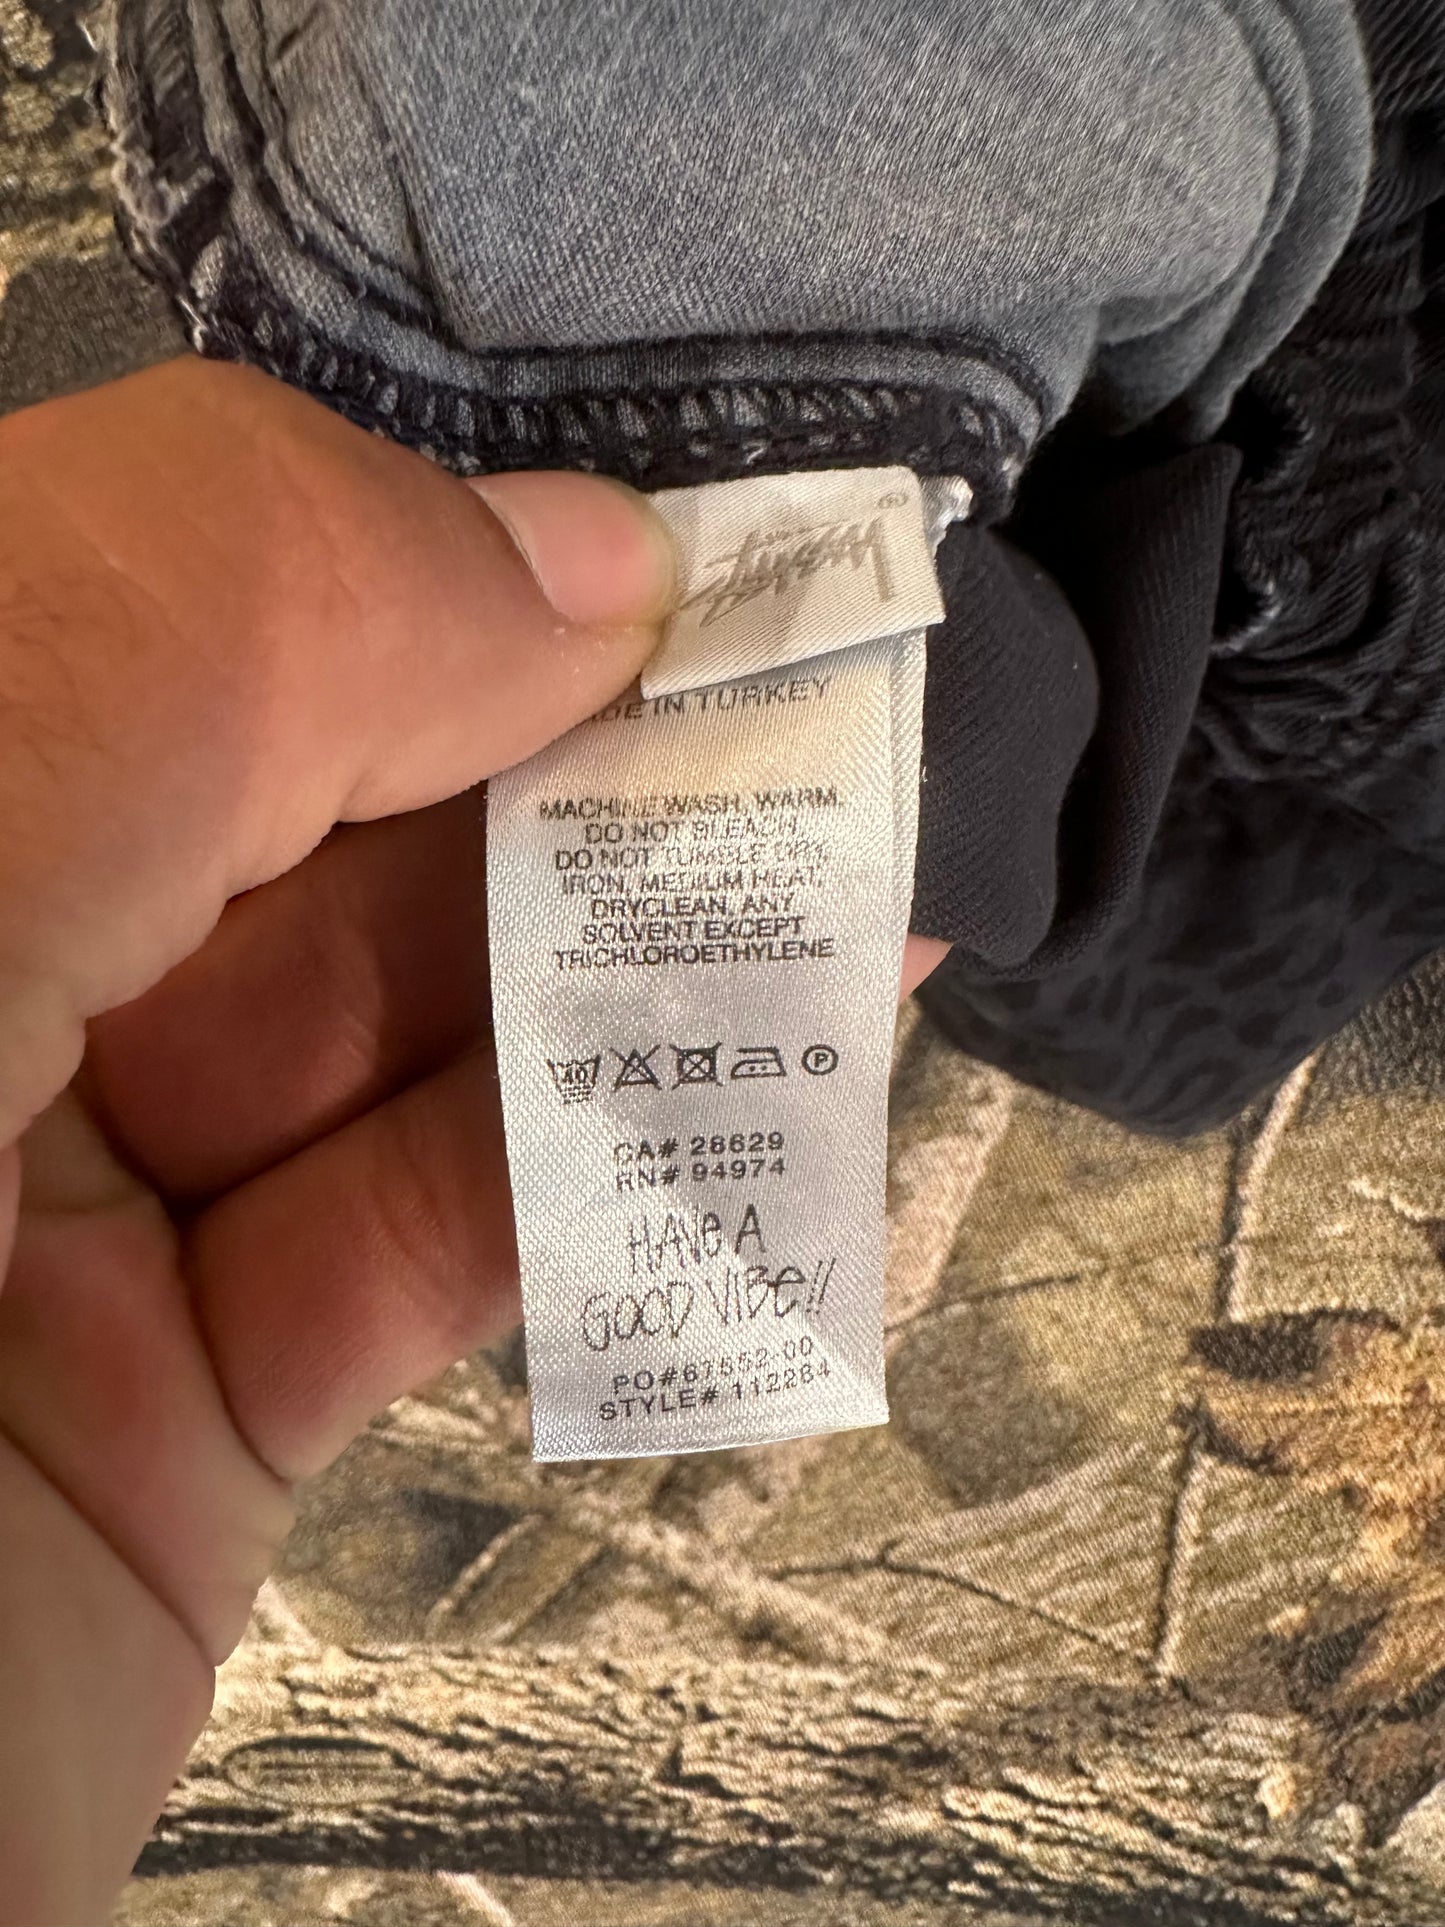 Stüssy
®
MADE IN TURKEY
MACHINE WASH, WARM.
DO NOT BLEACH,
DO NOT TUMBLE DRY,
IRON, MEDIUM HEAT,
DRYCLEAN, ANY
SOLVENT EXCEPT
TRICHLOROETHYLENE
40 P
CA# 28629
RN# 94974
HAVe A
GOOD VIBe!!
PO#67552-00
STYLE# 112284